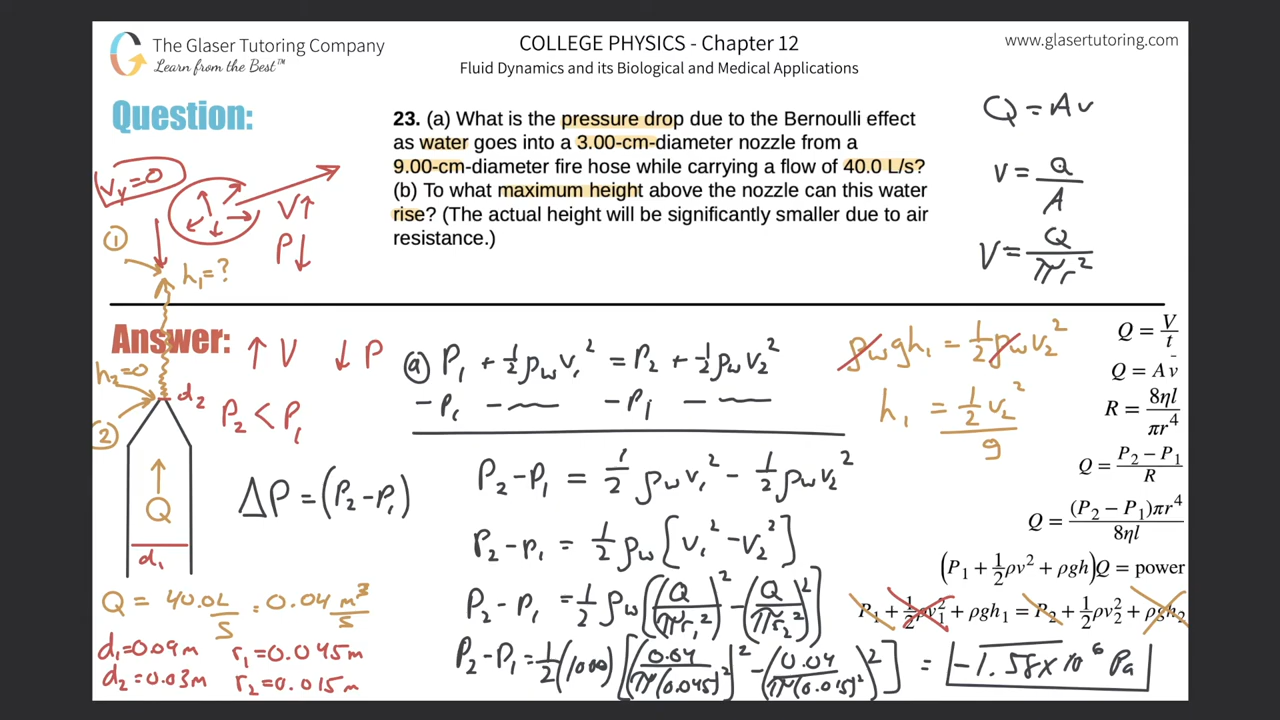 The Glaser Tutoring Company
Learn from the Best™
COLLEGE PHYSICS - Chapter 12
Fluid Dynamics and its Biological and Medical Applications
www.glasertutoring.com
Question:
23. (a) What is the pressure drop due to the Bernoulli effect
as water goes into a 3.00-cm-diameter nozzle from a
9.00-cm-diameter fire hose while carrying a flow of 40.0 L/s?
(b) To what maximum height above the nozzle can this water
rise? (The actual height will be significantly smaller due to air
resistance.)
Q = Av
v = Q/A
V = Q/πr²
v_y=0
V↑
P↓
①
h₁=?
Answer:
↑ V ↓ P
h₂=0
d₂
②
P₂ < P₁
Q
d₁
ΔP = (P₂-P₁)
Q = 40.0L/S = 0.04 m³/S
d₁=0.09m r₁=0.045m
d₂=0.03m r₂=0.015m
ⓐ P₁ + ½ρwv₁² = P₂ + ½ρwv₂²
-P₁ - -P₁ -
P₂-P₁ = ½ρwv₁² - ½ρwv₂²
P₂-P₁ = ½ρw[v₁²-v₂²]
P₂-P₁ = ½ρw[(Q/πr₁²)² - (Q/πr₂²)²]
P₂-P₁ = ½(1000)[(0.04/π(0.045)²)² - (0.04/π(0.015)²)²] = -1.58x10⁶ Pa
ρwgh₁ = ½ρwv₂²
h₁ = ½v₂²/g
Q = V/t
Q = A v̄
R = 8ηl/πr⁴
Q = P₂ − P₁/R
Q = (P₂ − P₁)πr⁴/8ηl
(P₁ + ½ρv² + ρgh)Q = power
P₁ + ½ρv₁² + ρgh₁ = P₂ + ½ρv₂² + ρgh₂